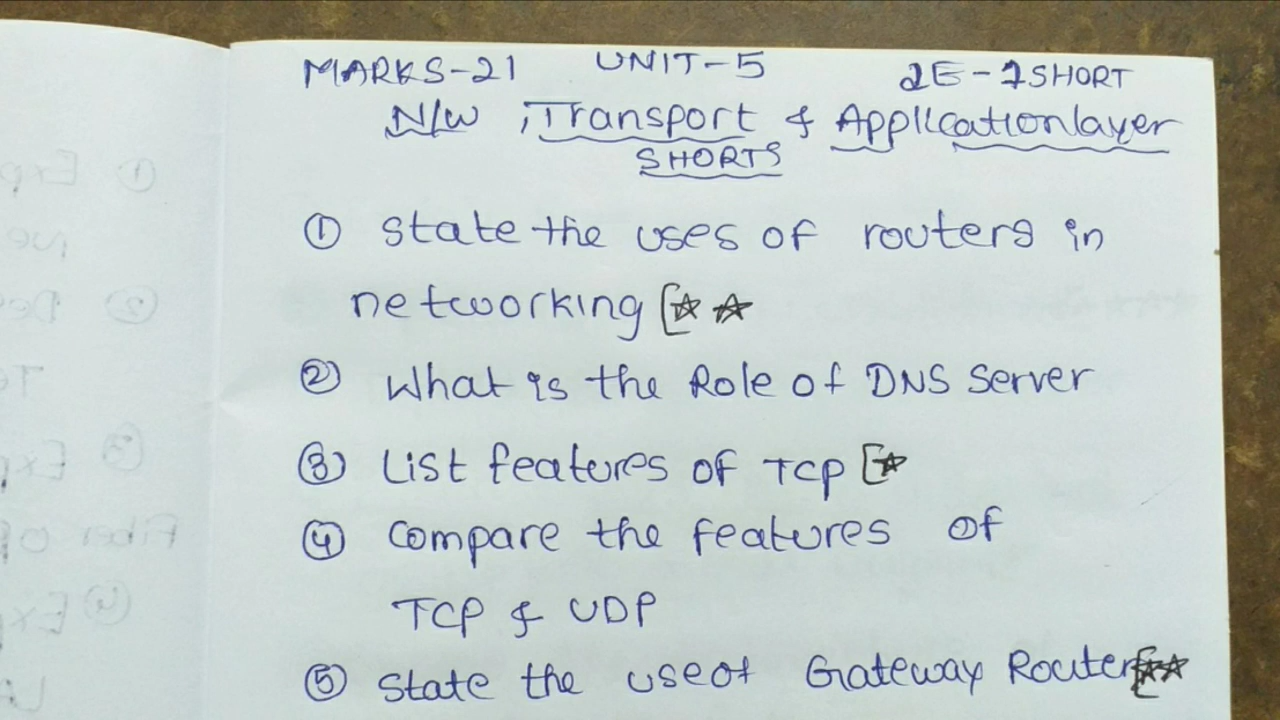 MARKS-21 UNIT-5 2E-1SHORT
N/W, Transport & Applicationlayer
SHORTS
① State the uses of routers in
networking [☆ ☆
② What is the Role of DNS Server
③ List features of TCP [☆
④ Compare the features of
TCP & UDP
⑤ State the use of Gateway Router[☆☆